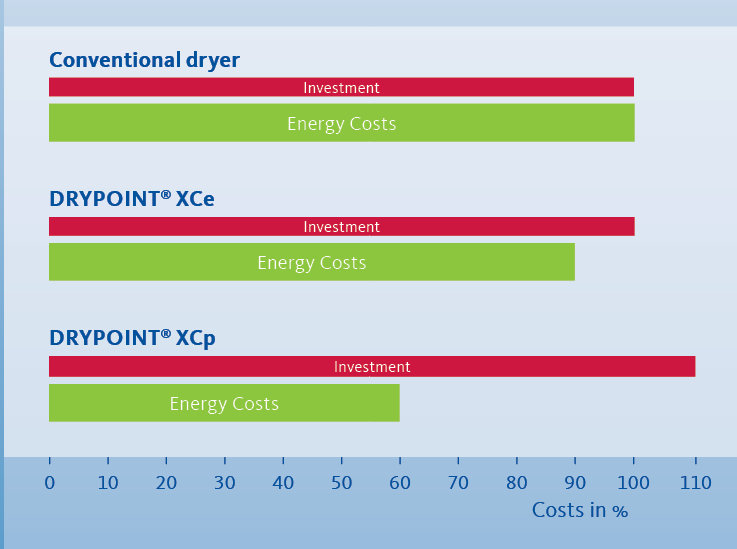 Conventional dryer
Investment
Energy Costs
DRYPOINT® XCe
Investment
Energy Costs
DRYPOINT® XCp
Investment
Energy Costs
0 10 20 30 40 50 60 70 80 90 100 110
Costs in %